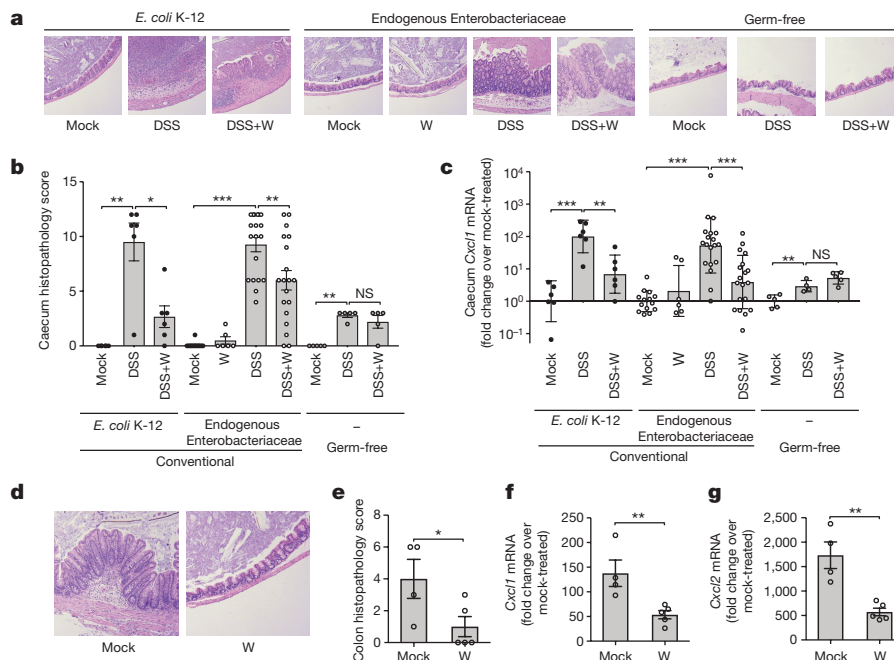 a
E. coli K-12
Endogenous Enterobacteriaceae
Germ-free
Mock DSS DSS+W Mock W DSS DSS+W Mock DSS DSS+W
b
Caecum histopathology score
15
10
5
0
** * *** ** ** NS
Mock DSS DSS+W Mock W DSS DSS+W Mock DSS DSS+W
E. coli K-12 Endogenous Enterobacteriaceae –
Conventional Germ-free
c
Caecum Cxcl1 mRNA
(fold change over mock-treated)
10⁴
10³
10²
10¹
10⁰
10⁻¹
*** ** *** *** ** NS
Mock DSS DSS+W Mock W DSS DSS+W Mock DSS DSS+W
E. coli K-12 Endogenous Enterobacteriaceae –
Conventional Germ-free
d
Mock W
e
Colon histopathology score
8
6
4
2
0
*
Mock W
f
Cxcl1 mRNA
(fold change over
mock-treated)
250
200
150
100
50
0
**
Mock W
g
Cxcl2 mRNA
(fold change over
mock-treated)
2,500
2,000
1,500
1,000
500
0
**
Mock W